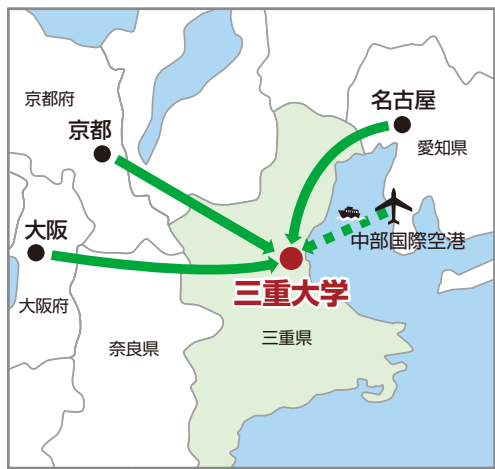 名古屋
京都府
京都
愛知県
大阪
中部国際空港
三重大学
大阪府
三重県
奈良県